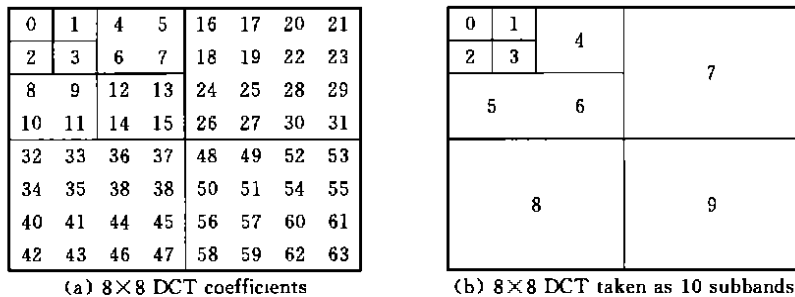 0 1 4 5 16 17 20 21
2 3 6 7 18 19 22 23
8 9 12 13 24 25 28 29
10 11 14 15 26 27 30 31
32 33 36 37 48 49 52 53
34 35 38 38 50 51 54 55
40 41 44 45 56 57 60 61
42 43 46 47 58 59 62 63
(a) 8×8 DCT coefficients
0 1
4
2 3
7
5 6
8 9
(b) 8×8 DCT taken as 10 subbands